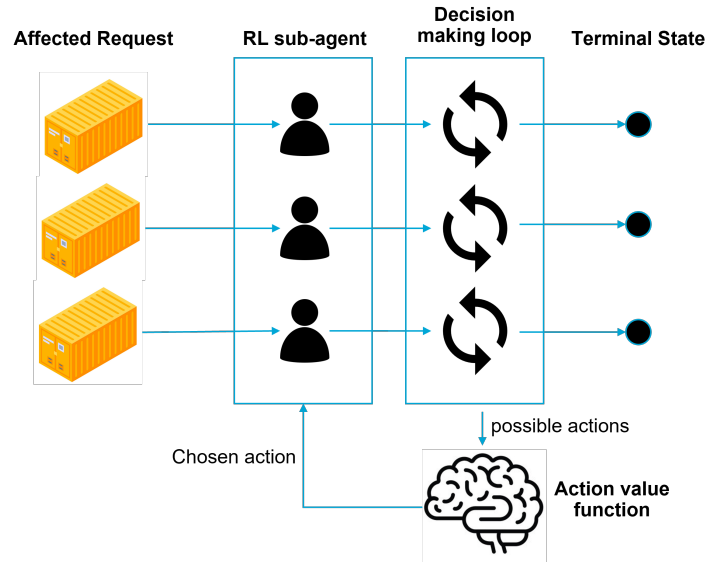 Affected Request
RL sub-agent
Decision
making loop
Terminal State
possible actions
Chosen action
Action value
function